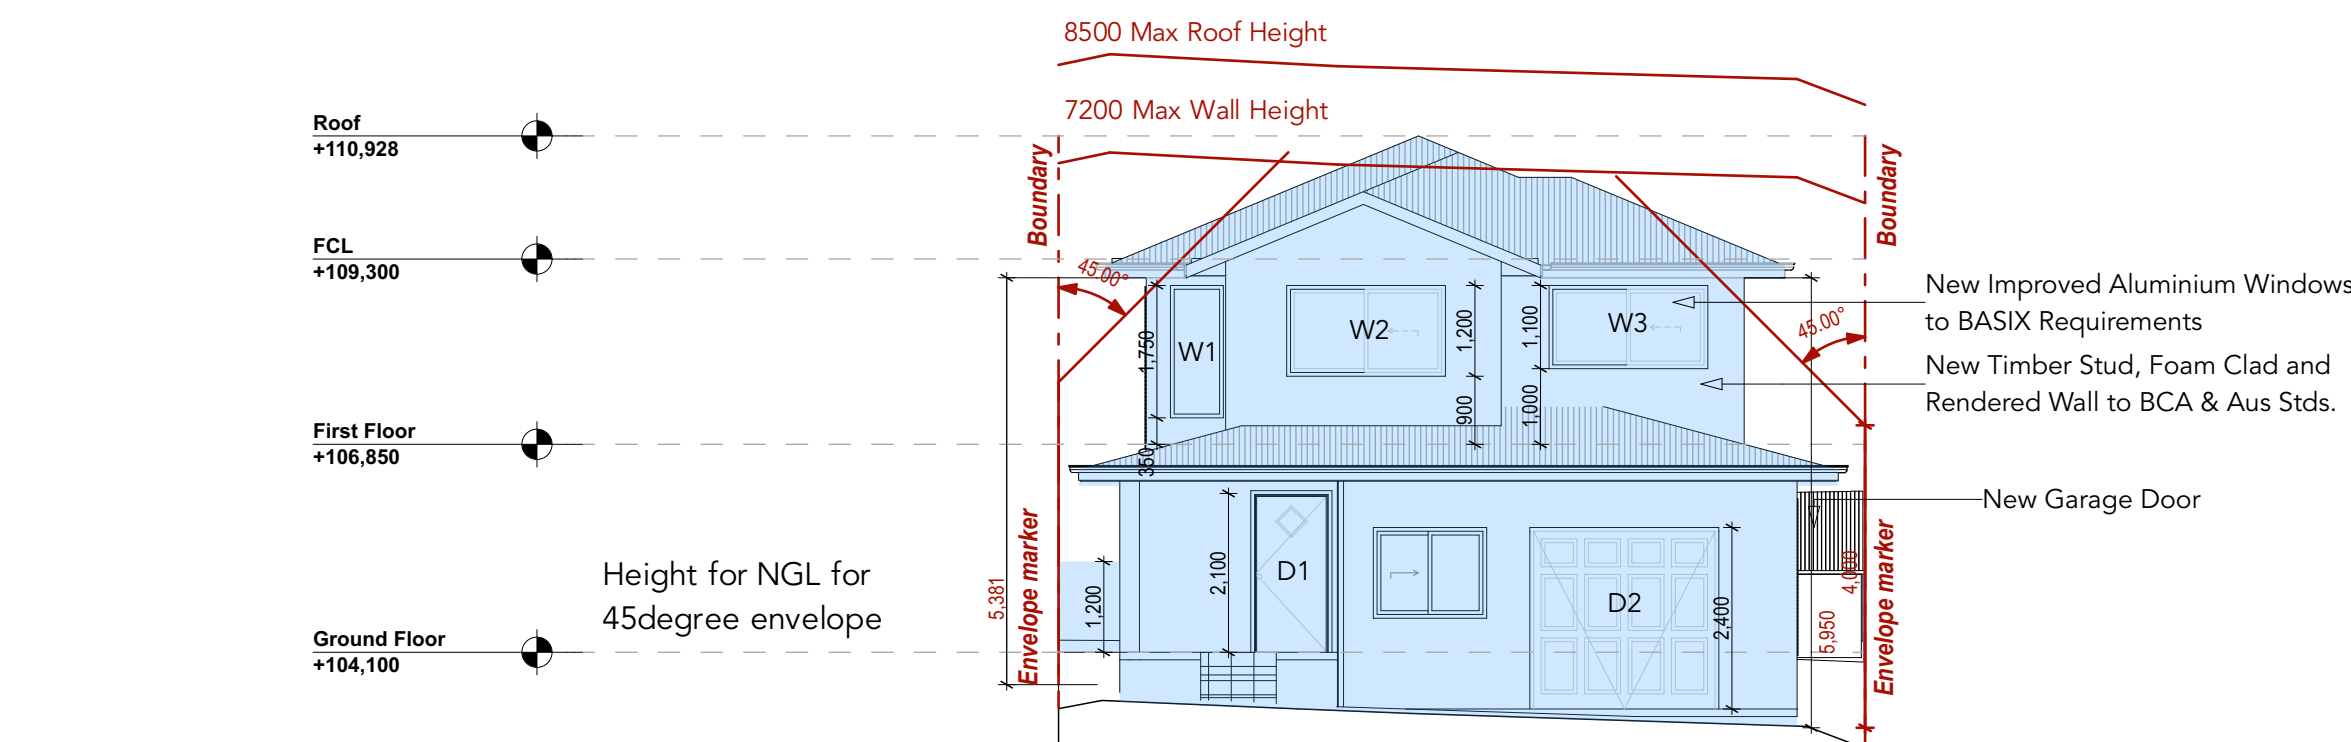 8500 Max Roof Height
7200 Max Wall Height
Roof
+110,928
FCL
+109,300
First Floor
+106,850
Ground Floor
+104,100
Height for NGL for
45degree envelope
Boundary
Envelope marker
5,381
45.00°
1,750
350
1,200
2,100
W1
W2
W3
1,200
900
1,100
1,000
D1
D2
2,400
45.00°
4,000
5,950
Boundary
Envelope marker
New Improved Aluminium Windows
to BASIX Requirements
New Timber Stud, Foam Clad and
Rendered Wall to BCA & Aus Stds.
New Garage Door